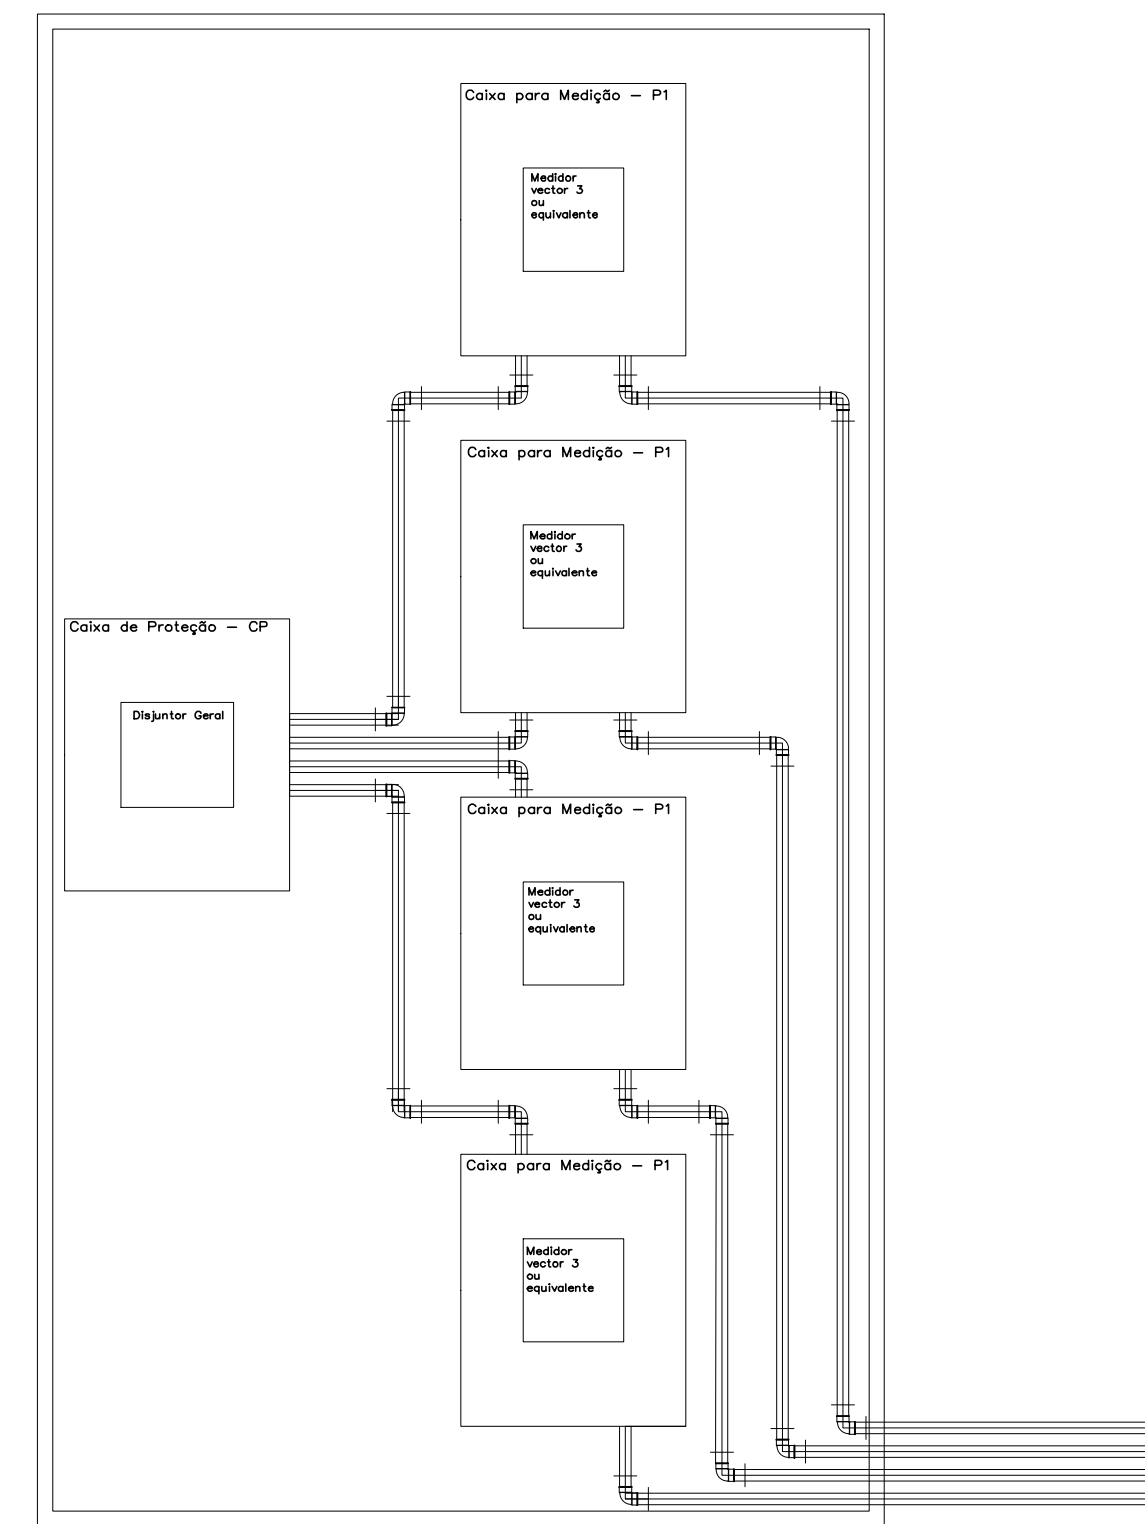 Caixa para Medição - P1
Medidor
vector 3
ou
equivalente
Caixa para Medição - P1
Medidor
vector 3
ou
equivalente
Caixa de Proteção - CP
Disjuntor Geral
Caixa para Medição - P1
Medidor
vector 3
ou
equivalente
Caixa para Medição - P1
Medidor
vector 3
ou
equivalente